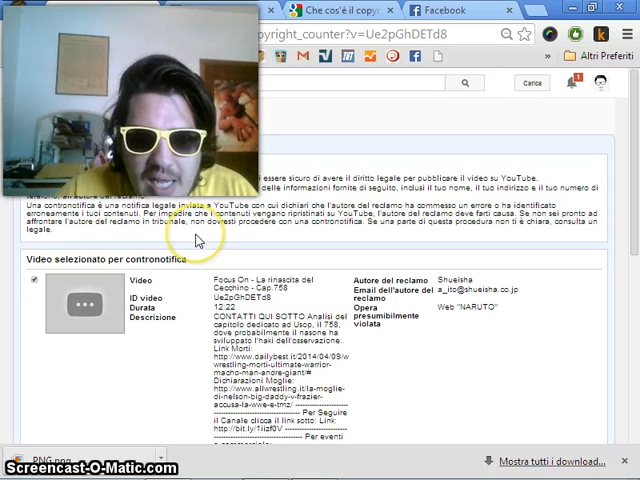 Che cos'è il copyr
Facebook
opyright_counter?v=Ue2pGhDETd8
Altri Preferiti
Carica
1
essere sicuro di avere il diritto legale per pubblicare il video su YouTube.
delle informazioni fornite di seguito, inclusi il tuo nome, il tuo indirizzo e il tuo numero di
telefono, all'autore del reclamo.
Una contronotifica è una notifica legale inviata a YouTube con cui dichiari che l'autore del reclamo ha commesso un errore o ha identificato
erroneamente i tuoi contenuti. Per impedire che i contenuti vengano ripristinati su YouTube, l'autore del reclamo deve farti causa. Se non sei pronto ad
affrontare l'autore del reclamo in tribunale, non dovresti procedere con una contronotifica. Se una parte di questa procedura non ti è chiara, consulta un
legale.
Video selezionato per contronotifica
Video
Focus On - La rinascita del
Cecchino - Cap.758
ID video
Ue2pGhDETd8
Durata
12:22
Descrizione
CONTATTI QUI SOTTO Analisi del
capitolo dedicato ad Usop, il 758,
dove probabilmente il nasone ha
sviluppato l'haki dell'osservazione..
Link Morti:
http://www.dailybest.it/2014/04/09/w
wrestling-morti-ultimate-warrior-
macho-man-andre-giant/#
Dichiarazioni Moglie:
http://www.allwrestling.it/la-moglie-
di-nelson-big-daddy-v-frazier-
accusa-la-wwe-e-tmz/ ------------------
------------------------------ Per Seguire
il Canale clicca il link sotto: Link:
http://bit.ly/1iizf0V --------------------
------------------------------ Per eventi
Autore del reclamo
Shueisha
Email dell'autore del
reclamo
a_ito@shueisha.co.jp
Opera
presumibilmente
violata
Web "NARUTO"
PNG.png
Mostra tutti i download...
Screencast-O-Matic.com